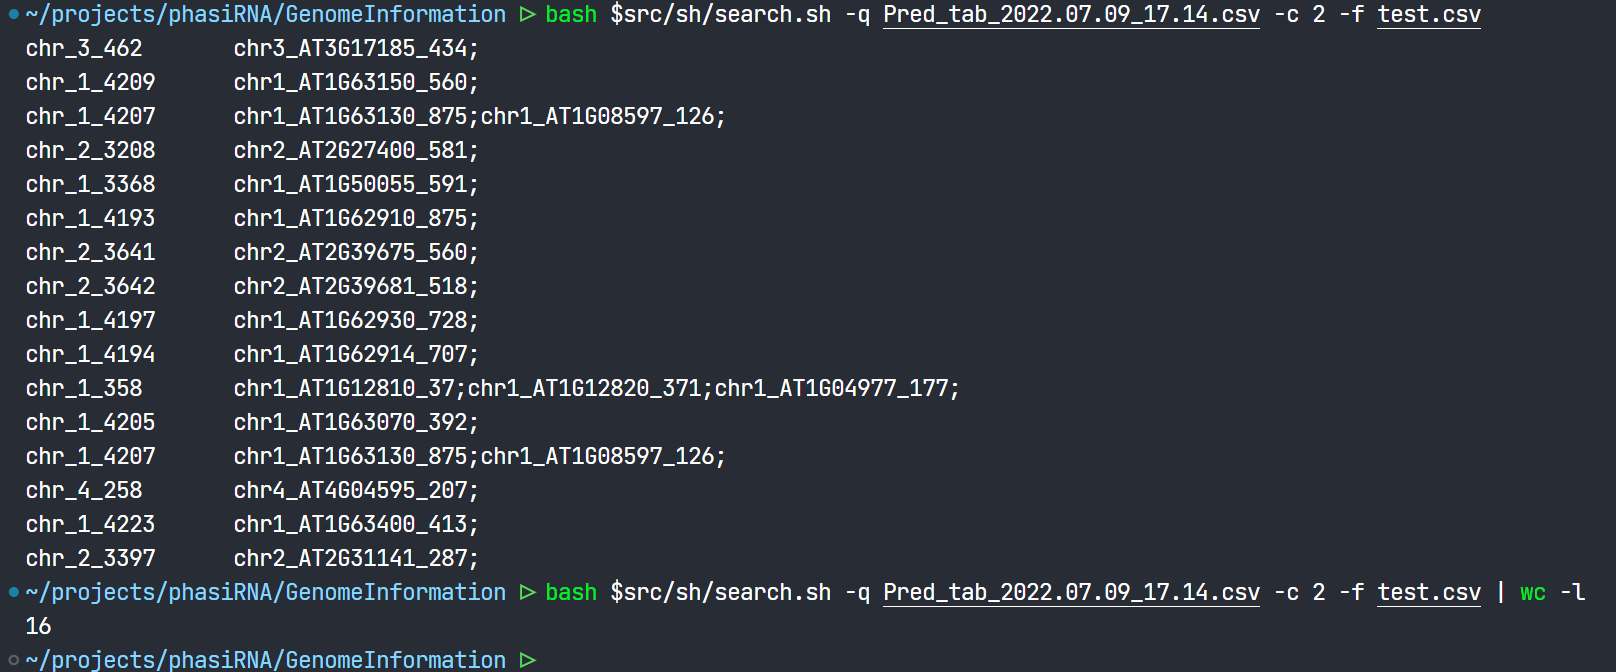 ~/projects/phasiRNA/GenomeInformation ▷ bash $src/sh/search.sh -q Pred_tab_2022.07.09_17.14.csv -c 2 -f test.csv
chr_3_462 chr3_AT3G17185_434;
chr_1_4209 chr1_AT1G63150_560;
chr_1_4207 chr1_AT1G63130_875;chr1_AT1G08597_126;
chr_2_3208 chr2_AT2G27400_581;
chr_1_3368 chr1_AT1G50055_591;
chr_1_4193 chr1_AT1G62910_875;
chr_2_3641 chr2_AT2G39675_560;
chr_2_3642 chr2_AT2G39681_518;
chr_1_4197 chr1_AT1G62930_728;
chr_1_4194 chr1_AT1G62914_707;
chr_1_358 chr1_AT1G12810_37;chr1_AT1G12820_371;chr1_AT1G04977_177;
chr_1_4205 chr1_AT1G63070_392;
chr_1_4207 chr1_AT1G63130_875;chr1_AT1G08597_126;
chr_4_258 chr4_AT4G04595_207;
chr_1_4223 chr1_AT1G63400_413;
chr_2_3397 chr2_AT2G31141_287;
~/projects/phasiRNA/GenomeInformation ▷ bash $src/sh/search.sh -q Pred_tab_2022.07.09_17.14.csv -c 2 -f test.csv | wc -l
16
~/projects/phasiRNA/GenomeInformation ▷